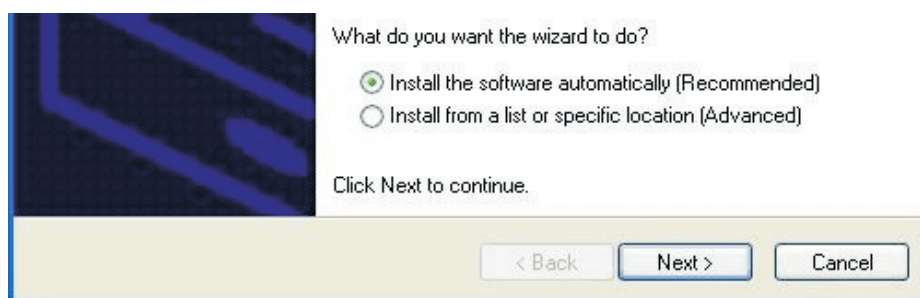 What do you want the wizard to do?
Install the software automatically (Recommended)
Install from a list or specific location (Advanced)
Click Next to continue.
< Back Next > Cancel